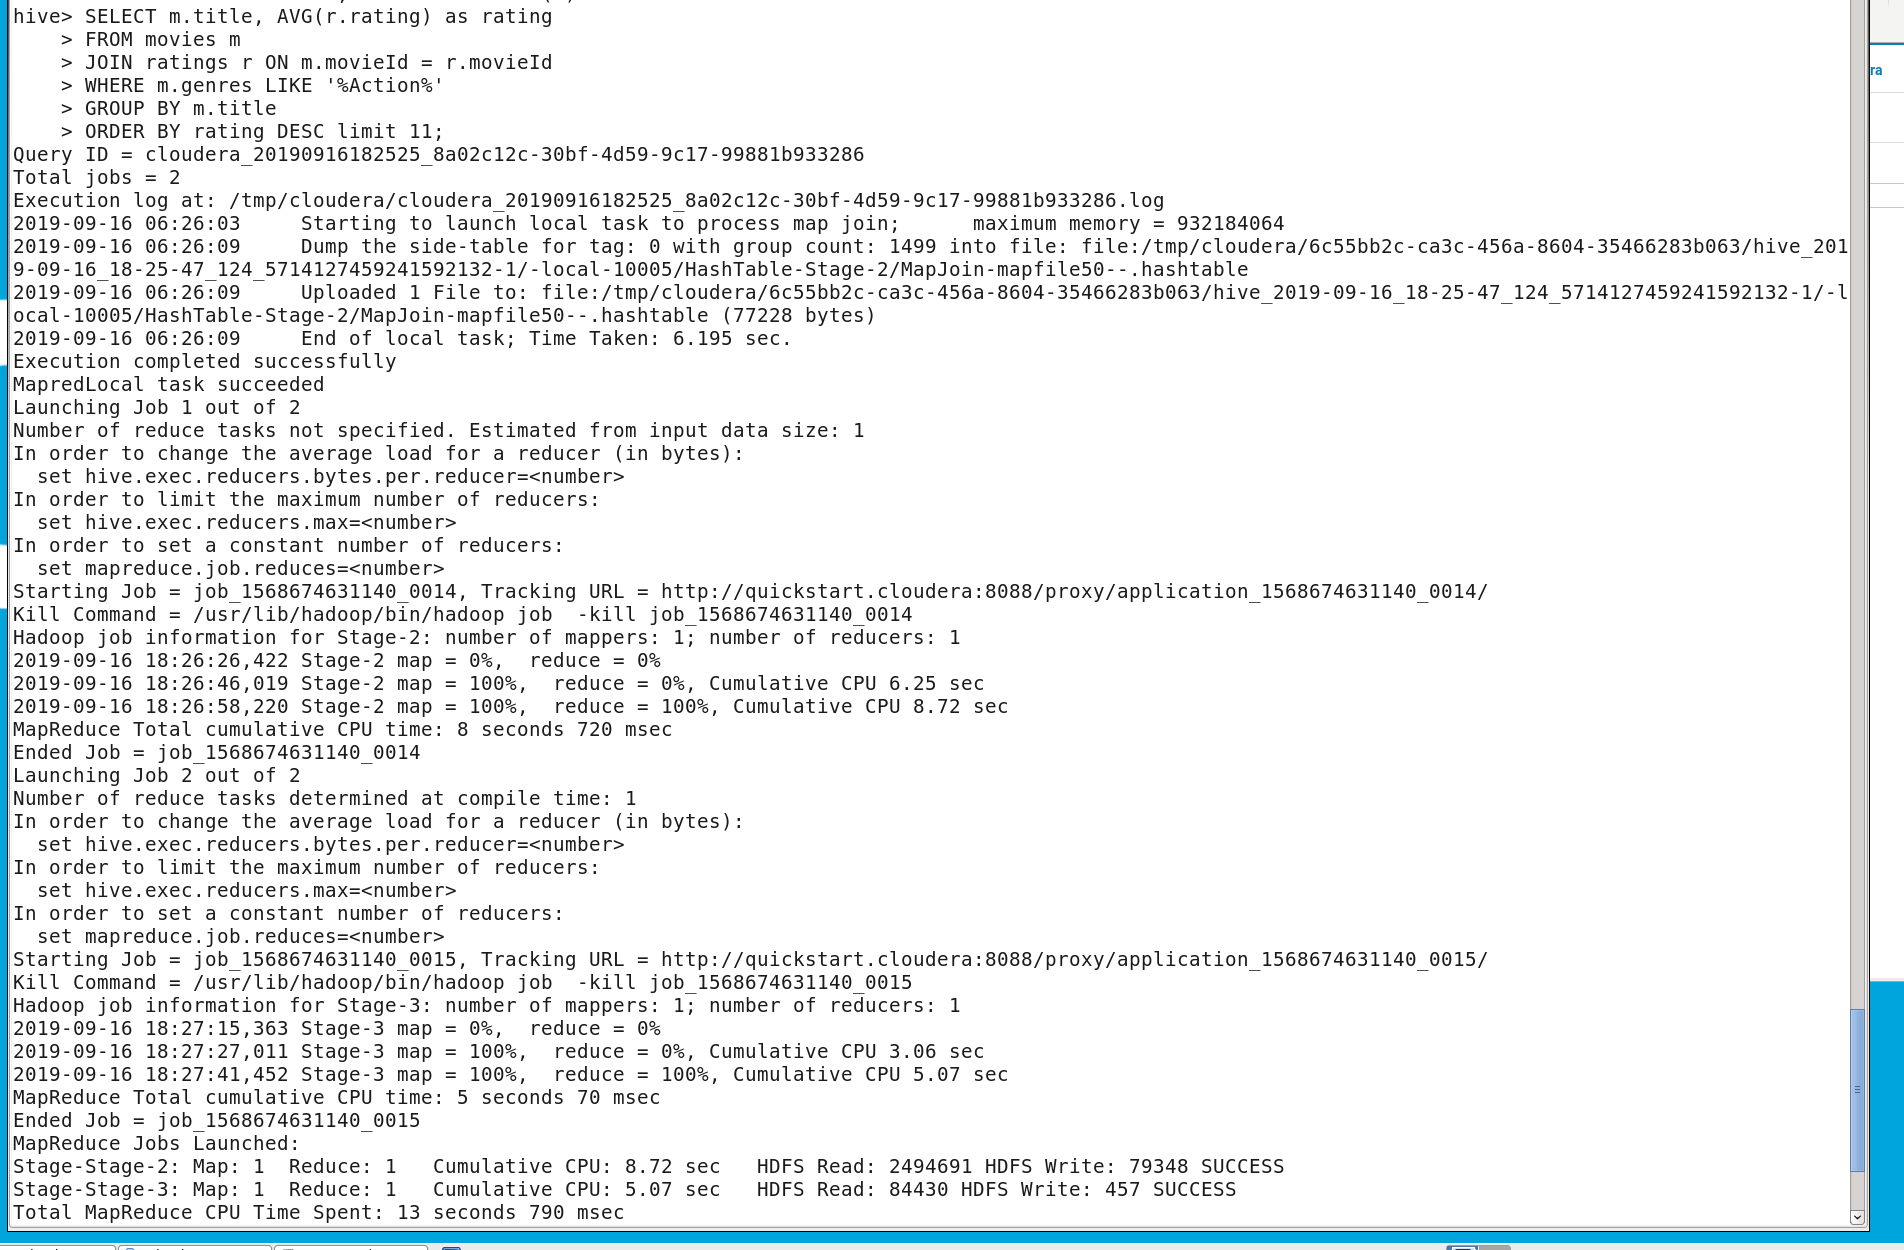 hive> SELECT m.title, AVG(r.rating) as rating
    > FROM movies m
    > JOIN ratings r ON m.movieId = r.movieId
    > WHERE m.genres LIKE '%Action%'
    > GROUP BY m.title
    > ORDER BY rating DESC limit 11;
Query ID = cloudera_20190916182525_8a02c12c-30bf-4d59-9c17-99881b933286
Total jobs = 2
Execution log at: /tmp/cloudera/cloudera_20190916182525_8a02c12c-30bf-4d59-9c17-99881b933286.log
2019-09-16 06:26:03     Starting to launch local task to process map join;      maximum memory = 932184064
2019-09-16 06:26:09     Dump the side-table for tag: 0 with group count: 1499 into file: file:/tmp/cloudera/6c55bb2c-ca3c-456a-8604-35466283b063/hive_201
9-09-16_18-25-47_124_5714127459241592132-1/-local-10005/HashTable-Stage-2/MapJoin-mapfile50--.hashtable
2019-09-16 06:26:09     Uploaded 1 File to: file:/tmp/cloudera/6c55bb2c-ca3c-456a-8604-35466283b063/hive_2019-09-16_18-25-47_124_5714127459241592132-1/-l
ocal-10005/HashTable-Stage-2/MapJoin-mapfile50--.hashtable (77228 bytes)
2019-09-16 06:26:09     End of local task; Time Taken: 6.195 sec.
Execution completed successfully
MapredLocal task succeeded
Launching Job 1 out of 2
Number of reduce tasks not specified. Estimated from input data size: 1
In order to change the average load for a reducer (in bytes):
  set hive.exec.reducers.bytes.per.reducer=<number>
In order to limit the maximum number of reducers:
  set hive.exec.reducers.max=<number>
In order to set a constant number of reducers:
  set mapreduce.job.reduces=<number>
Starting Job = job_1568674631140_0014, Tracking URL = http://quickstart.cloudera:8088/proxy/application_1568674631140_0014/
Kill Command = /usr/lib/hadoop/bin/hadoop job  -kill job_1568674631140_0014
Hadoop job information for Stage-2: number of mappers: 1; number of reducers: 1
2019-09-16 18:26:26,422 Stage-2 map = 0%,  reduce = 0%
2019-09-16 18:26:46,019 Stage-2 map = 100%,  reduce = 0%, Cumulative CPU 6.25 sec
2019-09-16 18:26:58,220 Stage-2 map = 100%,  reduce = 100%, Cumulative CPU 8.72 sec
MapReduce Total cumulative CPU time: 8 seconds 720 msec
Ended Job = job_1568674631140_0014
Launching Job 2 out of 2
Number of reduce tasks determined at compile time: 1
In order to change the average load for a reducer (in bytes):
  set hive.exec.reducers.bytes.per.reducer=<number>
In order to limit the maximum number of reducers:
  set hive.exec.reducers.max=<number>
In order to set a constant number of reducers:
  set mapreduce.job.reduces=<number>
Starting Job = job_1568674631140_0015, Tracking URL = http://quickstart.cloudera:8088/proxy/application_1568674631140_0015/
Kill Command = /usr/lib/hadoop/bin/hadoop job  -kill job_1568674631140_0015
Hadoop job information for Stage-3: number of mappers: 1; number of reducers: 1
2019-09-16 18:27:15,363 Stage-3 map = 0%,  reduce = 0%
2019-09-16 18:27:27,011 Stage-3 map = 100%,  reduce = 0%, Cumulative CPU 3.06 sec
2019-09-16 18:27:41,452 Stage-3 map = 100%,  reduce = 100%, Cumulative CPU 5.07 sec
MapReduce Total cumulative CPU time: 5 seconds 70 msec
Ended Job = job_1568674631140_0015
MapReduce Jobs Launched:
Stage-Stage-2: Map: 1  Reduce: 1   Cumulative CPU: 8.72 sec   HDFS Read: 2494691 HDFS Write: 79348 SUCCESS
Stage-Stage-3: Map: 1  Reduce: 1   Cumulative CPU: 5.07 sec   HDFS Read: 84430 HDFS Write: 457 SUCCESS
Total MapReduce CPU Time Spent: 13 seconds 790 msec
ra